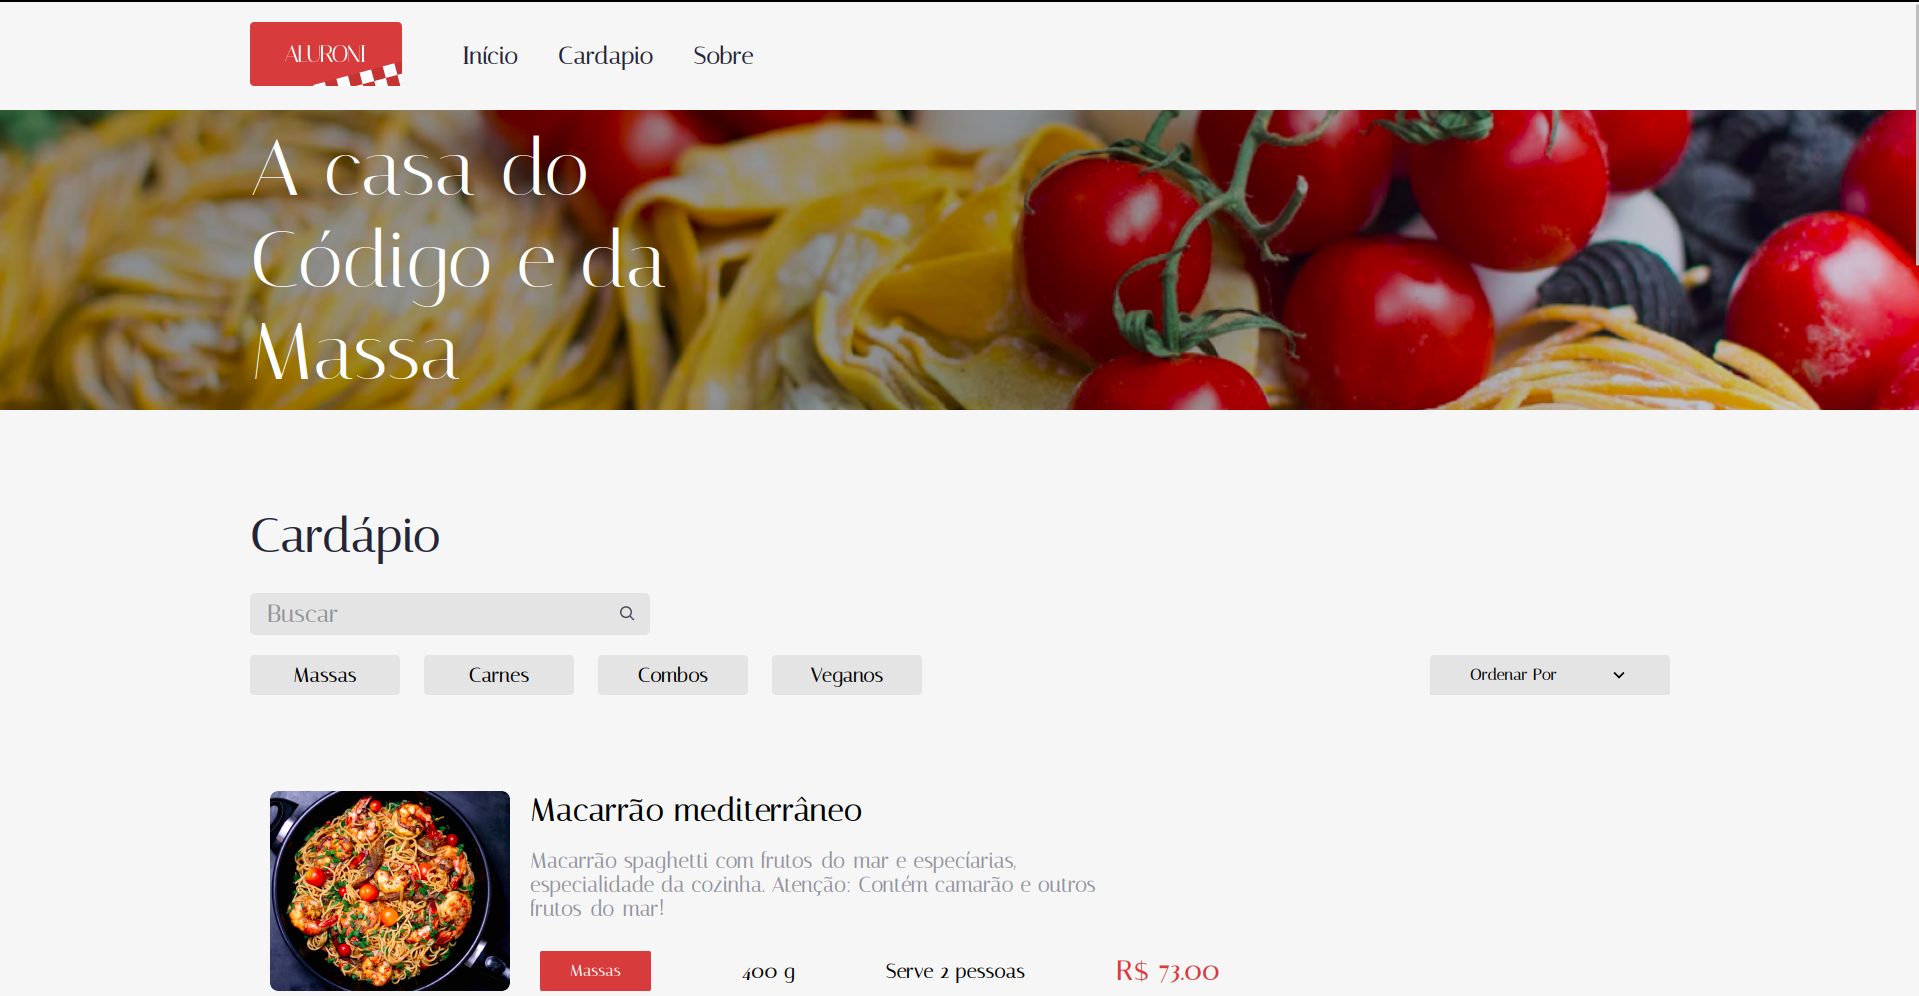 ALURONI
Início Cardapio Sobre
A casa do
Código e da
Massa
Cardápio
Buscar
Massas Carnes Combos Veganos Ordenar Por
Macarrão mediterrâneo
Macarrão spaghetti com frutos do mar e especíarias,
especialidade da cozinha. Atenção: Contém camarão e outros
frutos do mar!
Massas 400 g Serve 2 pessoas R$ 73.00